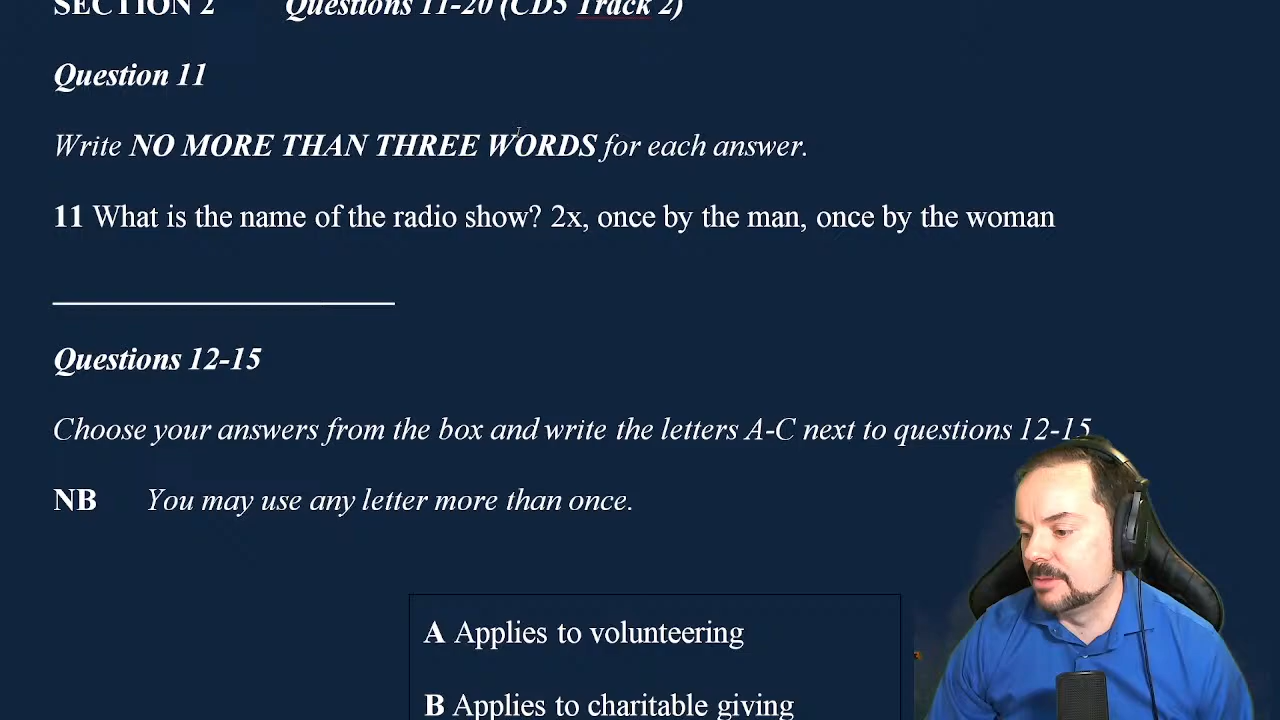 SECTION 2 Questions 11-20 (CD5 Track 2)
Question 11
Write NO MORE THAN THREE WORDS for each answer.
11 What is the name of the radio show? 2x, once by the man, once by the woman
Questions 12-15
Choose your answers from the box and write the letters A-C next to questions 12-15
NB You may use any letter more than once.
A Applies to volunteering
B Applies to charitable giving